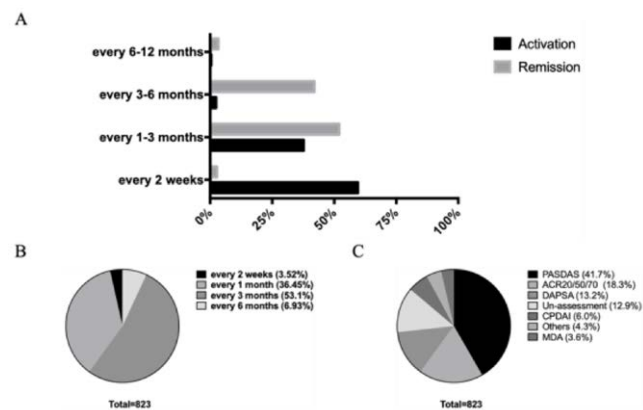 A
every 6-12 months
every 3-6 months
every 1-3 months
every 2 weeks
0%
25%
50%
75%
100%
Activation
Remission
B
every 2 weeks (3.52%)
every 1 month (36.45%)
every 3 months (53.1%)
every 6 months (6.93%)
Total=823
C
PASDAS (41.7%)
ACR20/50/70 (18.3%)
DAPSA (13.2%)
Un-assessment (12.9%)
CPDAI (6.0%)
Others (4.3%)
MDA (3.6%)
Total=823